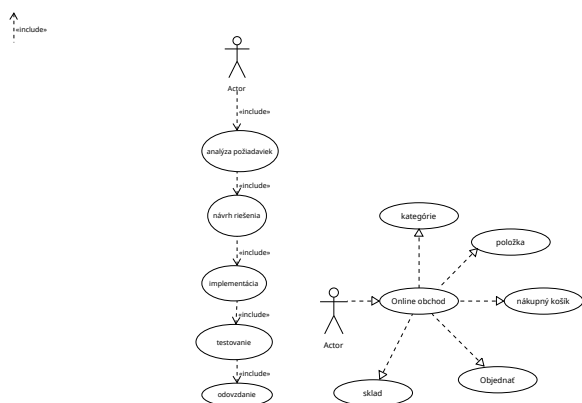 «include»
Actor
«include»
analýza požiadaviek
«include»
návrh riešenia
«include»
implementácia
«include»
testovanie
«include»
odovzdanie
kategórie
položka
Online obchod
nákupný košík
Actor
Objednať
sklad